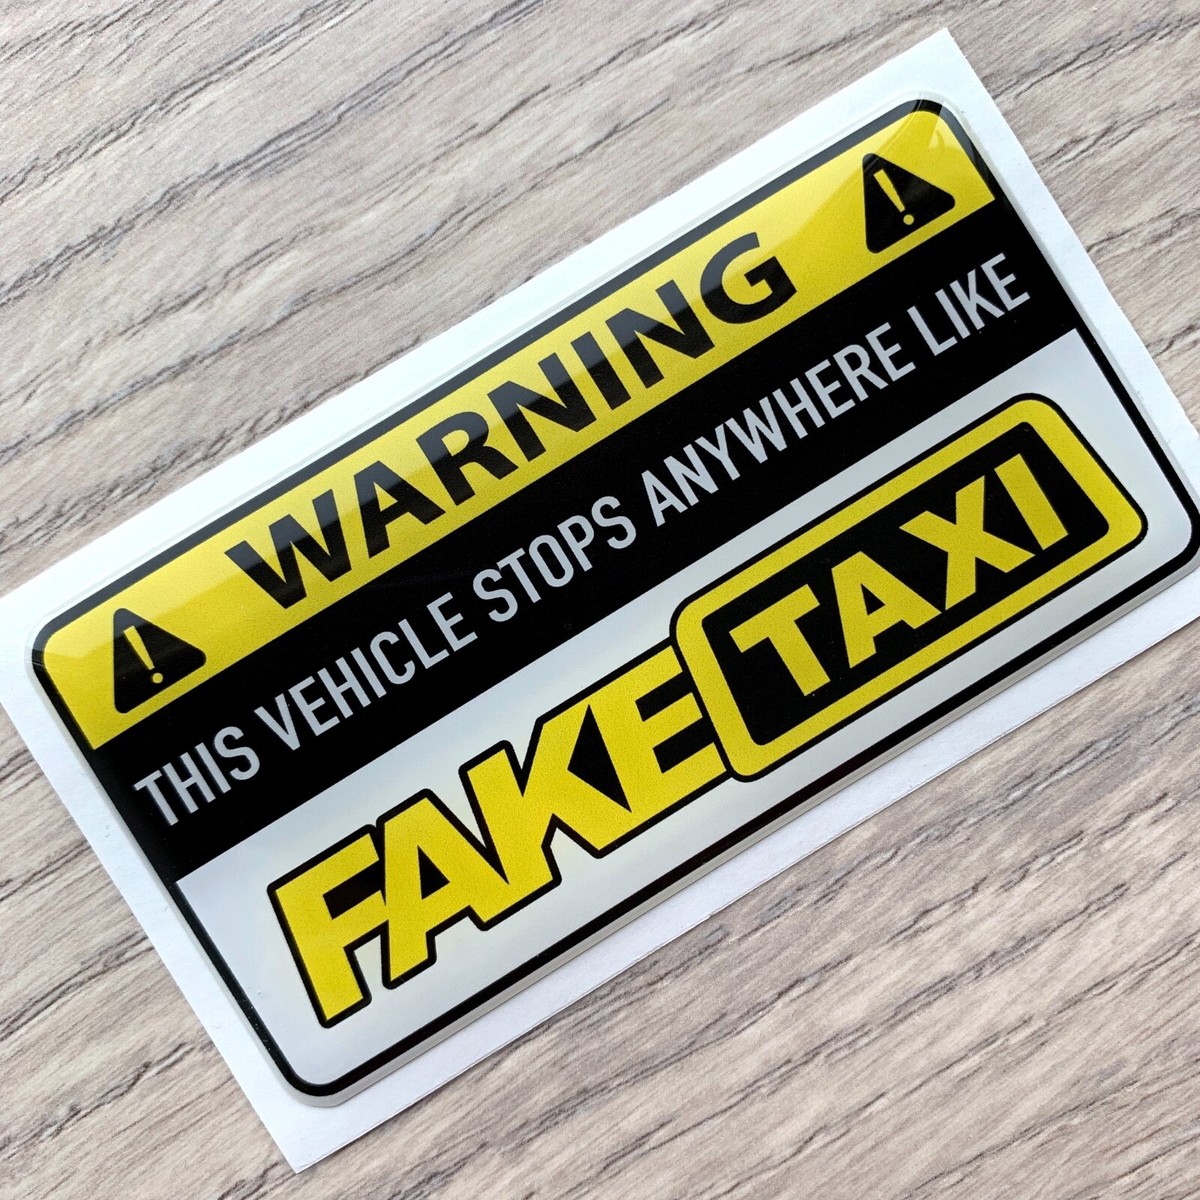 WARNING
THIS VEHICLE STOPS ANYWHERE LIKE
FAKE TAXI